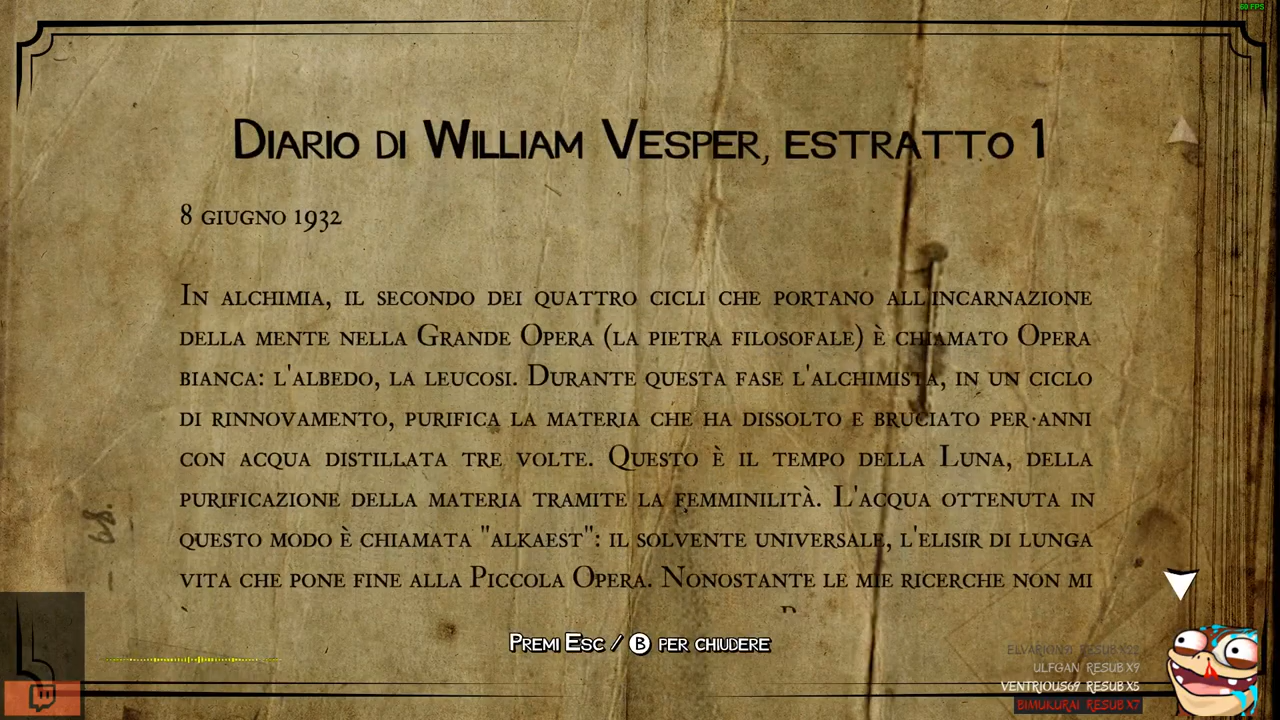 60 FPS
Diario di William Vesper, estratto 1
8 giugno 1932
In alchimia, il secondo dei quattro cicli che portano all'incarnazione
della mente nella Grande Opera (la pietra filosofale) è chiamato Opera
bianca: l'albedo, la leucosi. Durante questa fase l'alchimista, in un ciclo
di rinnovamento, purifica la materia che ha dissolto e bruciato per anni
con acqua distillata tre volte. Questo è il tempo della Luna, della
purificazione della materia tramite la femminilità. L'acqua ottenuta in
questo modo è chiamata "alkaest": il solvente universale, l'elisir di lunga
vita che pone fine alla Piccola Opera. Nonostante le mie ricerche non mi
Premi Esc / B per chiudere
ULFGAN RESUB X9
VENTRIOUS69 RESUB X5
BIMUKURAI RESUB X7